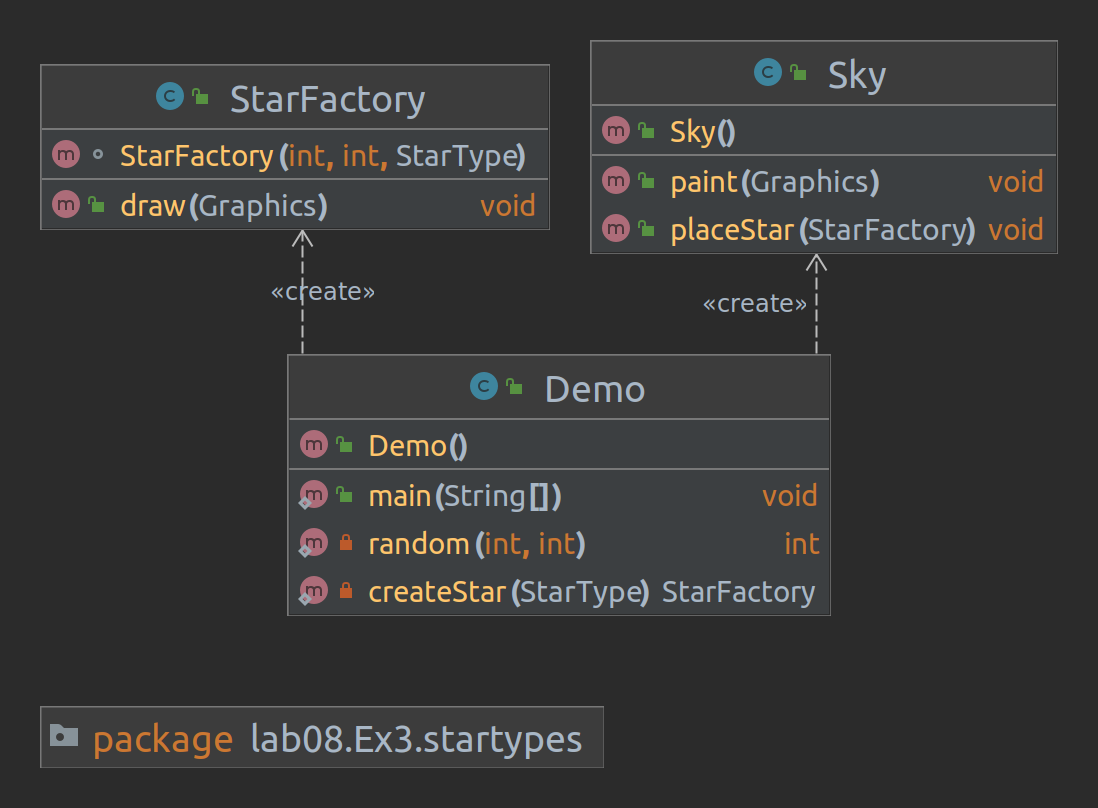 StarFactory
StarFactory(int, int, StarType)
draw(Graphics) void
Sky
Sky()
paint(Graphics) void
placeStar(StarFactory) void
«create»
«create»
Demo
Demo()
main(String[]) void
random(int, int) int
createStar(StarType) StarFactory
package lab08.Ex3.startypes